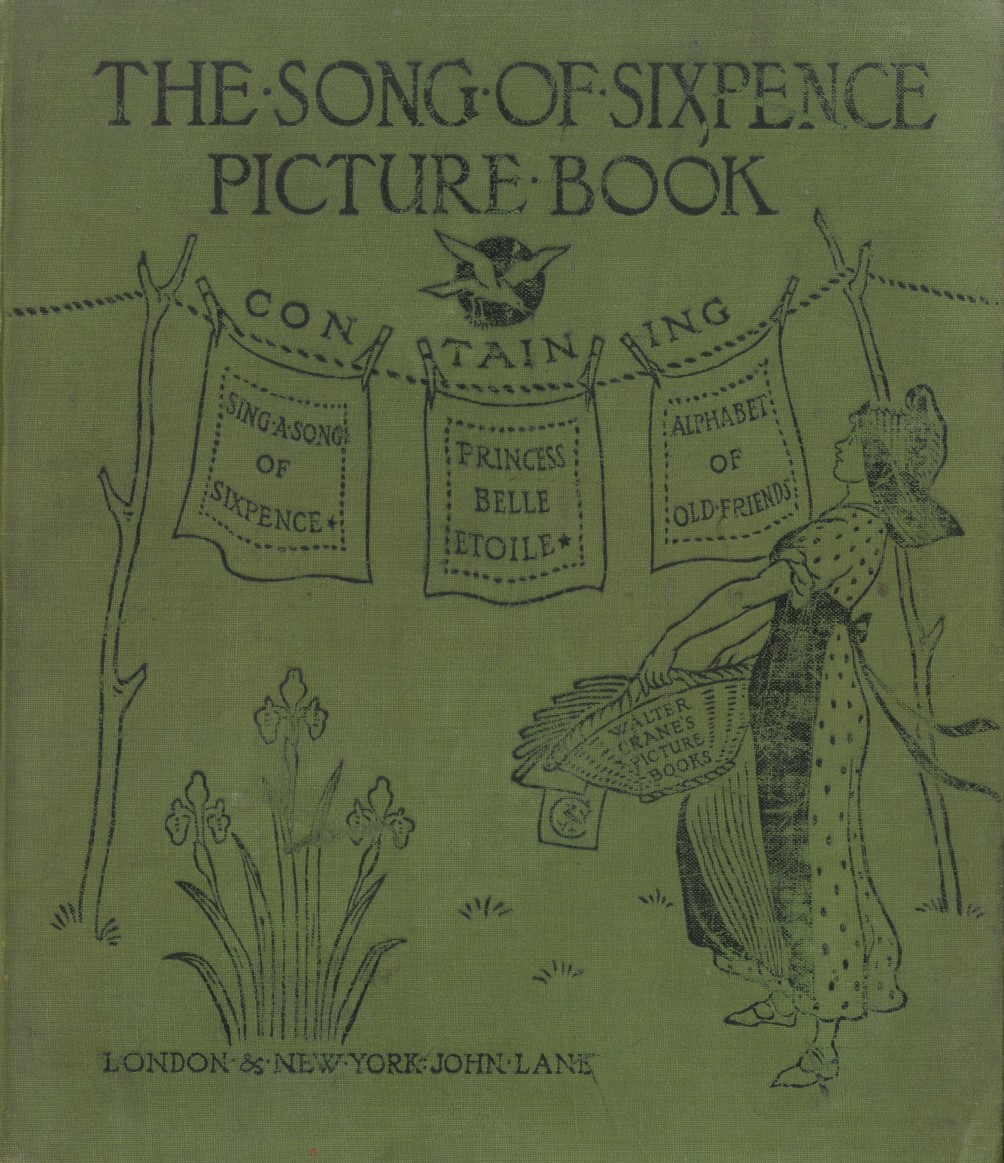 THE·SONG·OF·SIXPENCE
PICTURE·BOOK
CON
TAIN
ING
SING·A·SONG
OF
SIXPENCE★
PRINCESS
BELLE
ETOILE★
ALPHABET
OF
OLD·FRIENDS
WALTER
CRANE'S
PICTURE
BOOKS
LONDON·&·NEW·YORK:JOHN·LANE